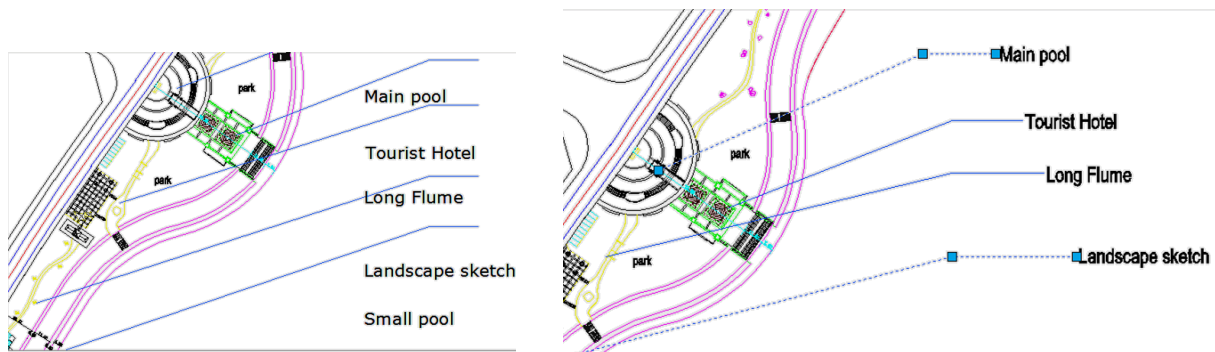 park
Main pool
Tourist Hotel
park
Long Flume
Landscape sketch
Small pool
Main pool
Tourist Hotel
park
Long Flume
park
Landscape sketch